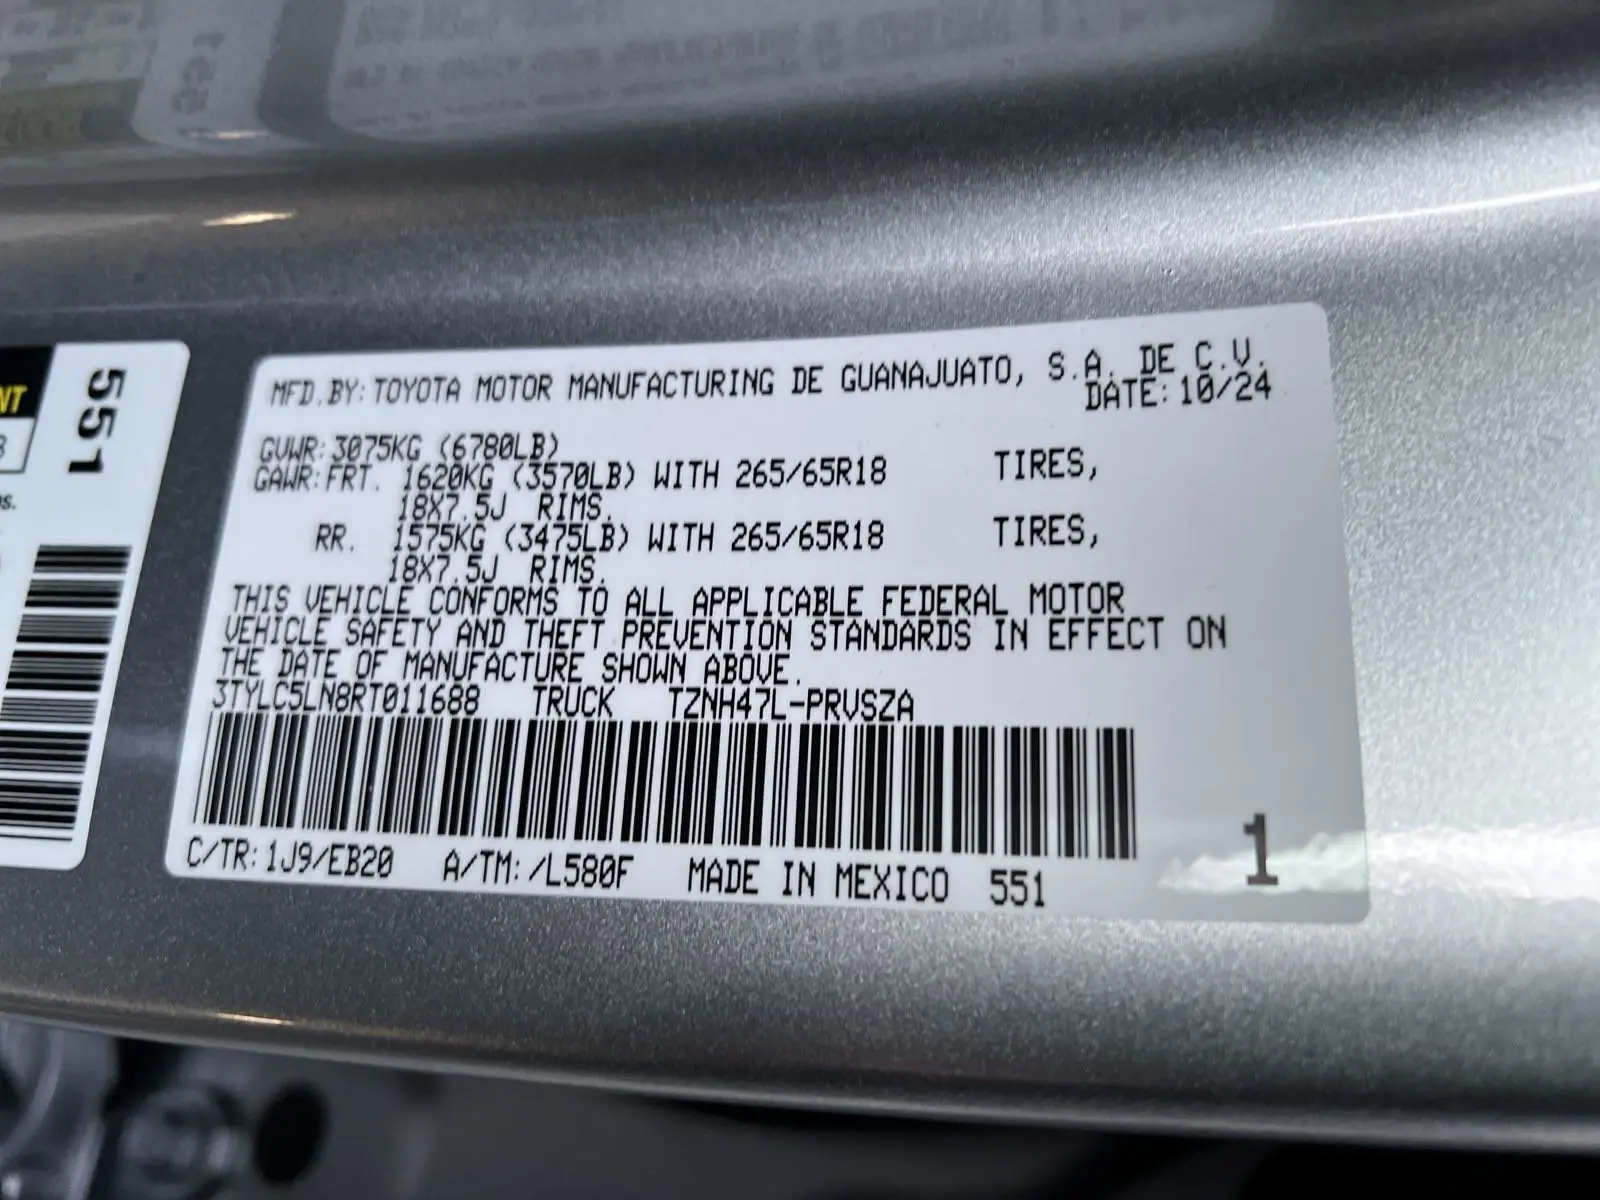 551
NT
MFD.BY: TOYOTA MOTOR MANUFACTURING DE GUANAJUATO, S.A. DE C.V.
DATE: 10/24
GVWR: 3075KG (6780LB)
GAWR: FRT. 1620KG (3570LB) WITH 265/65R18 TIRES,
18X7.5J RIMS.
RR. 1575KG (3475LB) WITH 265/65R18 TIRES,
18X7.5J RIMS.
THIS VEHICLE CONFORMS TO ALL APPLICABLE FEDERAL MOTOR
VEHICLE SAFETY AND THEFT PREVENTION STANDARDS IN EFFECT ON
THE DATE OF MANUFACTURE SHOWN ABOVE.
3TYLC5LN8RT011688 TRUCK TZNH47L-PRVSZA
C/TR: 1J9/EB20 A/TM: /L580F MADE IN MEXICO 551
1